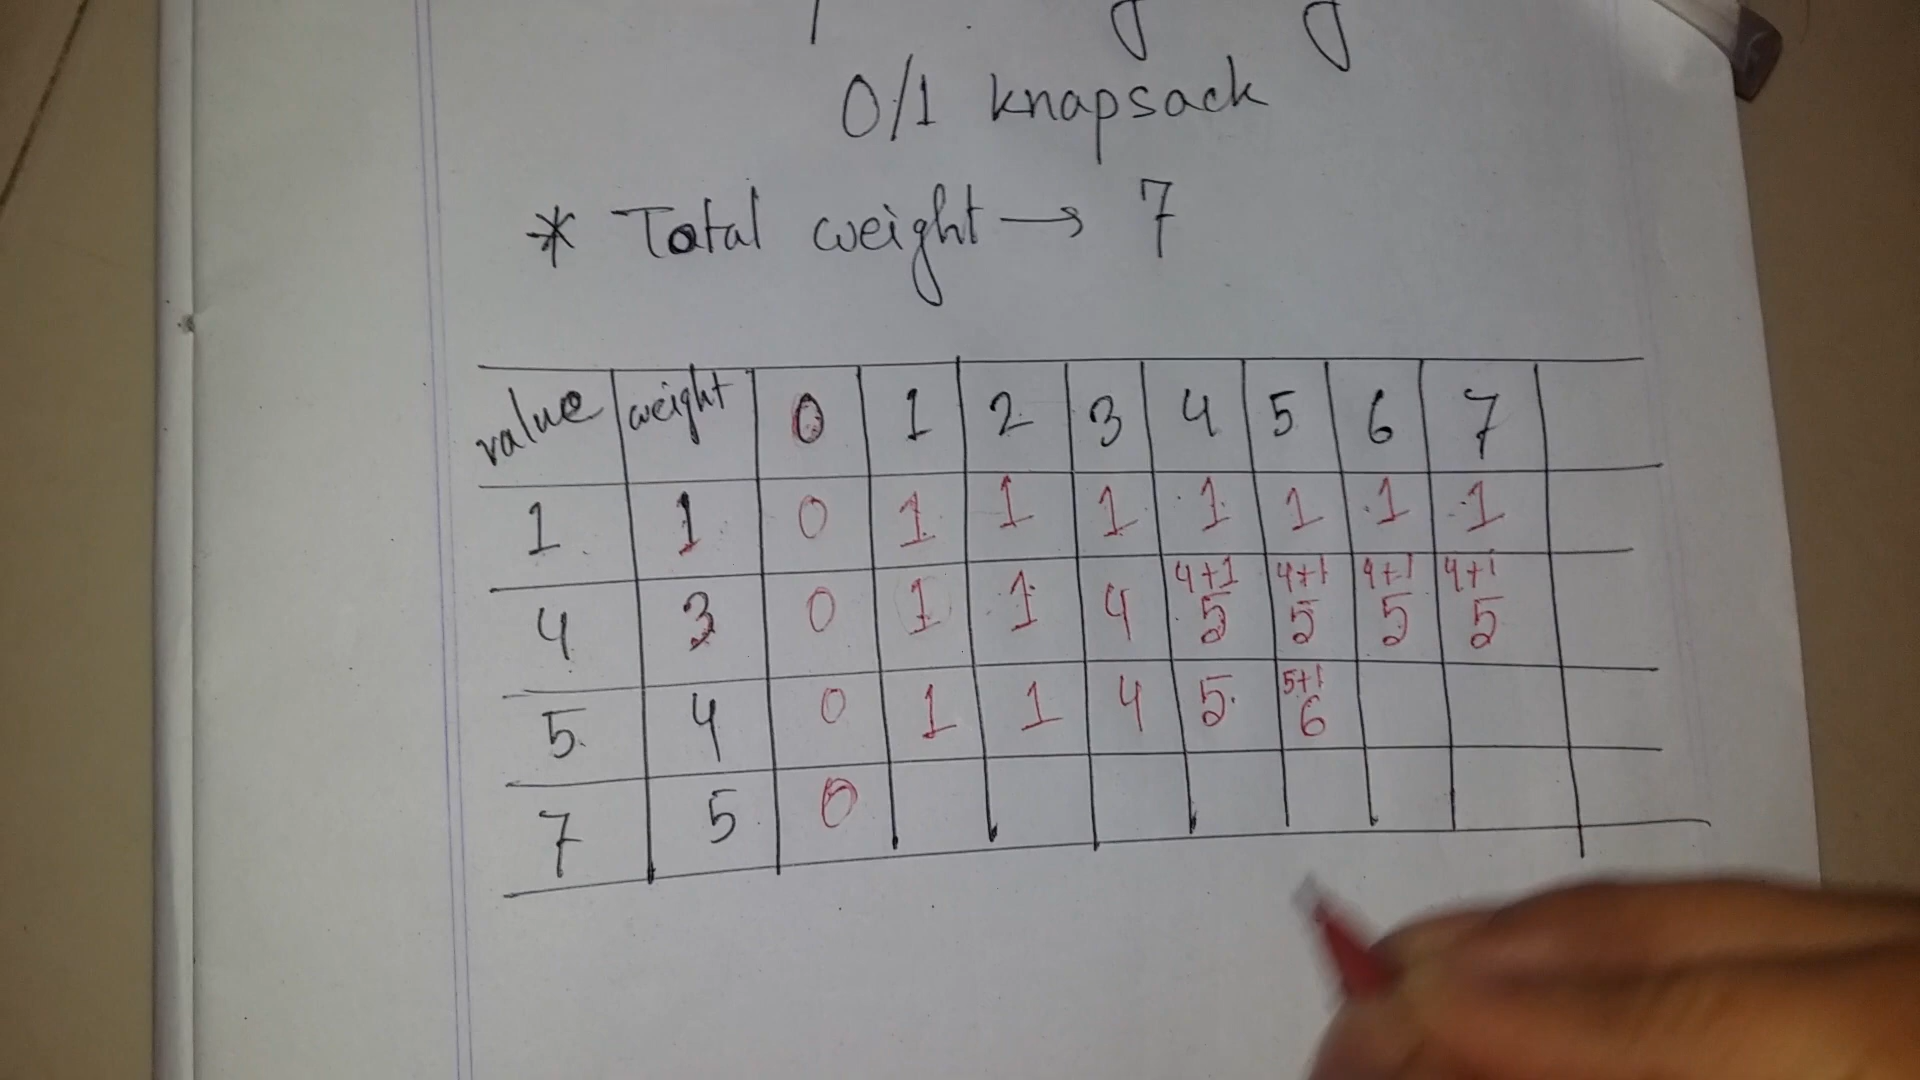 0/1 knapsack
* Total weight → 7
value weight 0 1 2 3 4 5 6 7
1 1 0 1 1 1 1 1 1 1
4+1 4+1 4+1 4+1
4 3 0 1 1 4 5 5 5 5
5+1
5 4 0 1 1 4 5 6
7 5 0